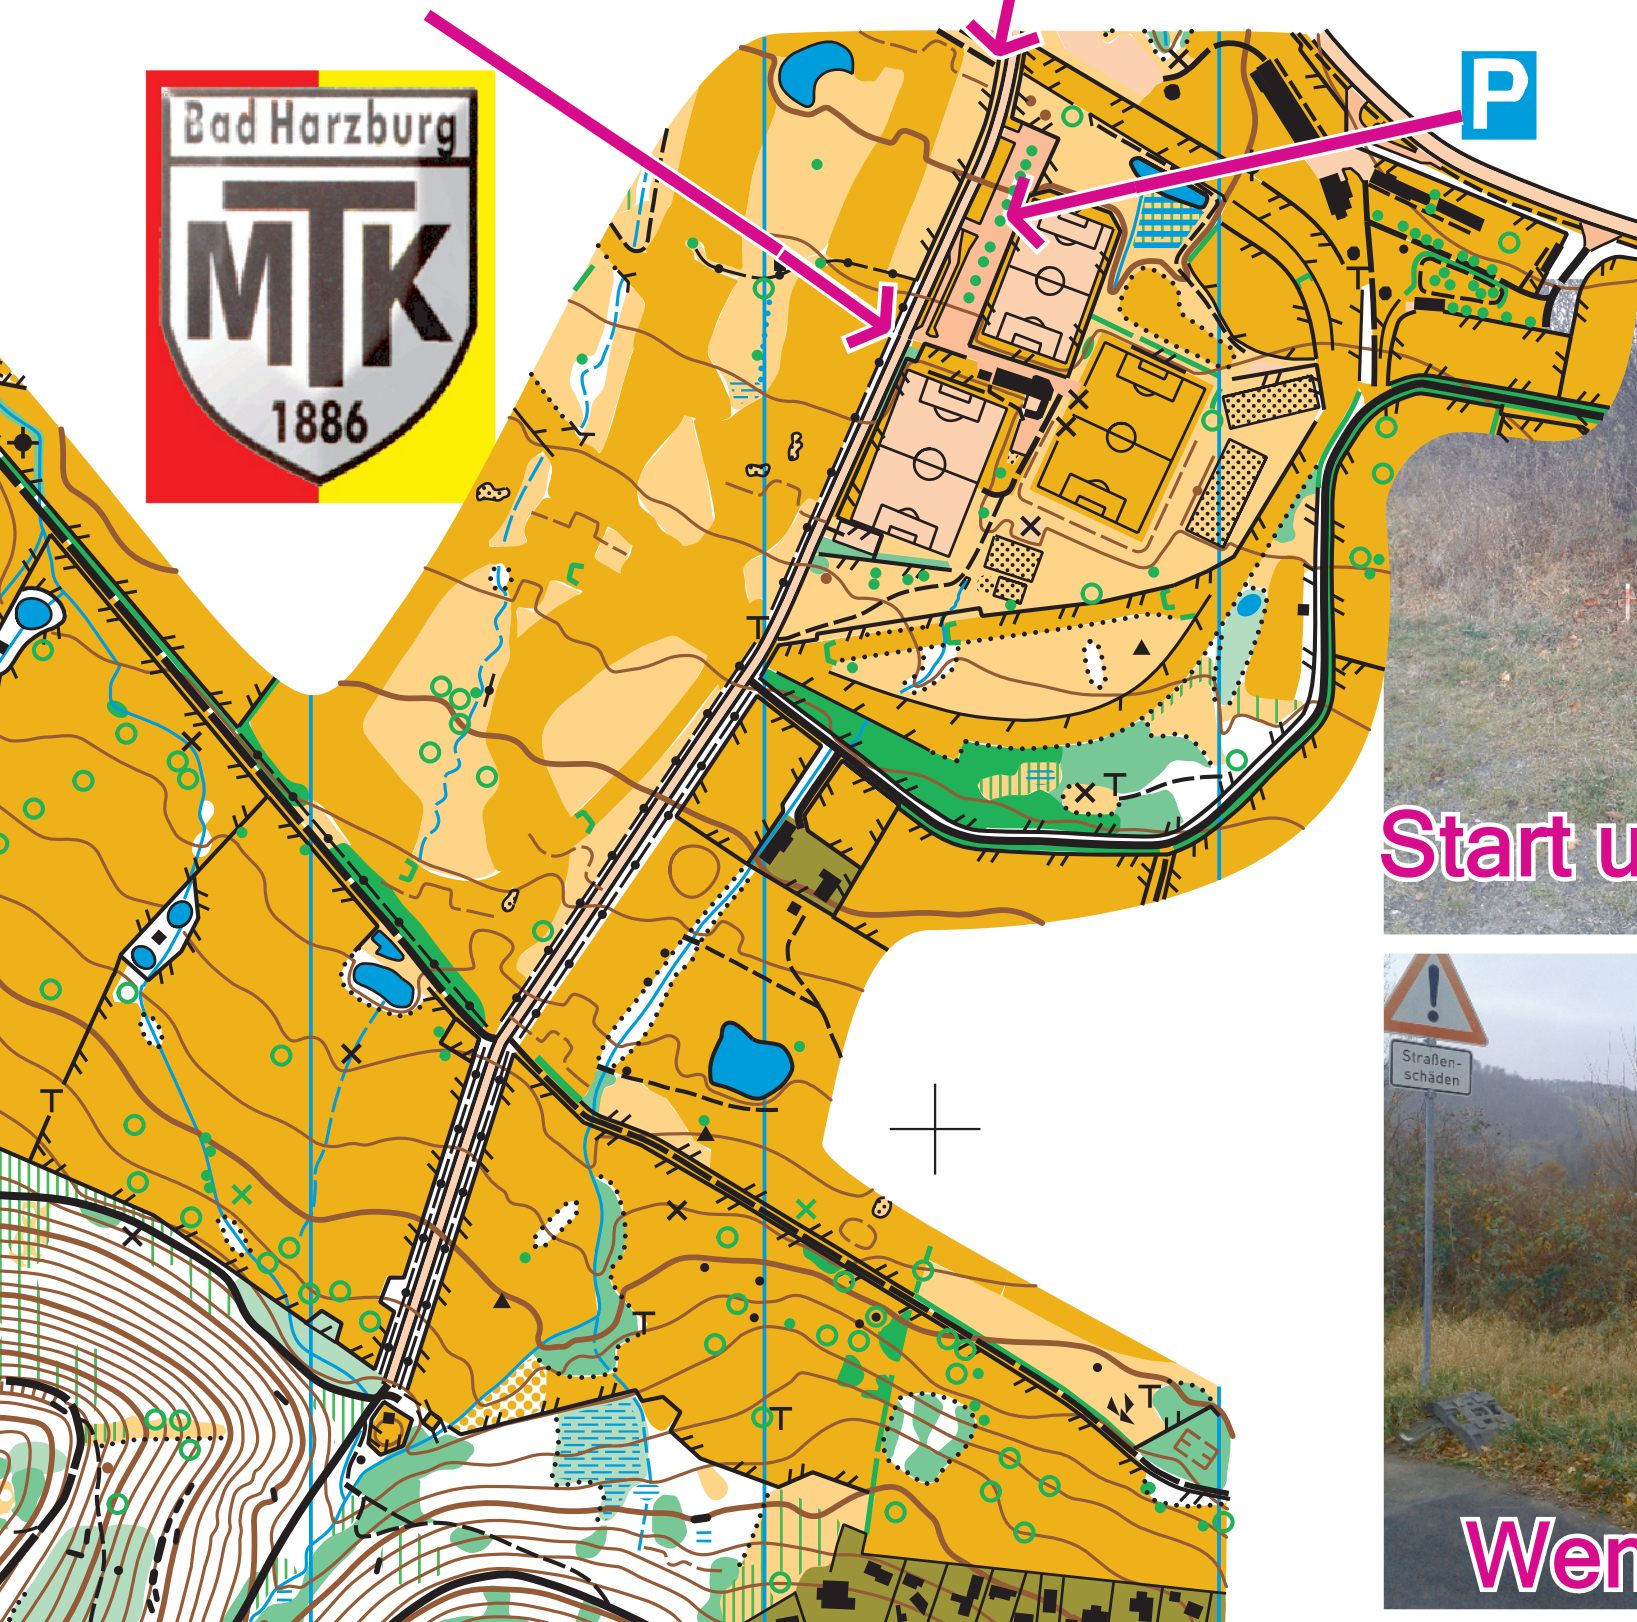 P
Bad Harzburg
MTK
1886
Start u
Straßen-
schäden
Wen